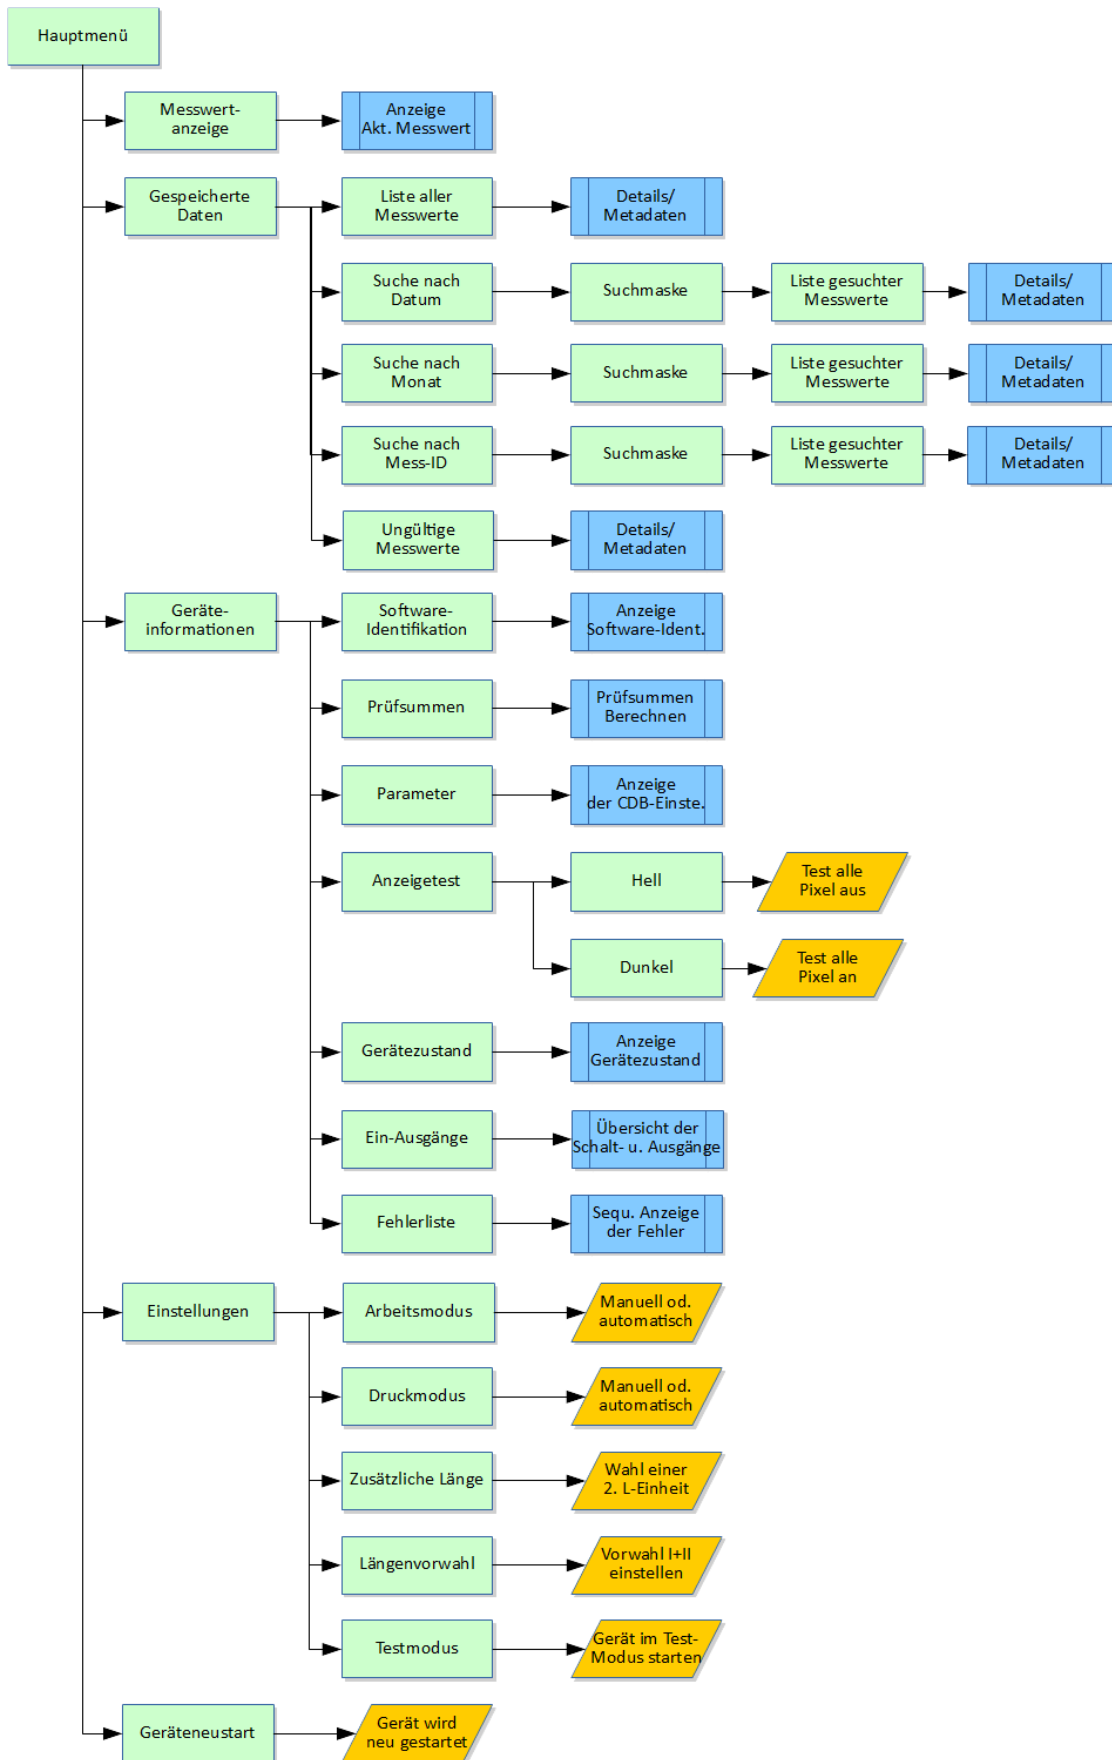 Hauptmenü
Messwert-
anzeige
Anzeige
Akt. Messwert
Gespeicherte
Daten
Liste aller
Messwerte
Details/
Metadaten
Suche nach
Datum
Suchmaske
Liste gesuchter
Messwerte
Details/
Metadaten
Suche nach
Monat
Suchmaske
Liste gesuchter
Messwerte
Details/
Metadaten
Suche nach
Mess-ID
Suchmaske
Liste gesuchter
Messwerte
Details/
Metadaten
Ungültige
Messwerte
Details/
Metadaten
Geräte-
informationen
Software-
Identifikation
Anzeige
Software-Ident.
Prüfsummen
Prüfsummen
Berechnen
Parameter
Anzeige
der CDB-Einste.
Anzeigetest
Hell
Test alle
Pixel aus
Dunkel
Test alle
Pixel an
Gerätezustand
Anzeige
Gerätezustand
Ein-Ausgänge
Übersicht der
Schalt- u. Ausgänge
Fehlerliste
Sequ. Anzeige
der Fehler
Einstellungen
Arbeitsmodus
Manuell od.
automatisch
Druckmodus
Manuell od.
automatisch
Zusätzliche Länge
Wahl einer
2. L-Einheit
Längenvorwahl
Vorwahl I+II
einstellen
Testmodus
Gerät im Test-
Modus starten
Geräteneustart
Gerät wird
neu gestartet